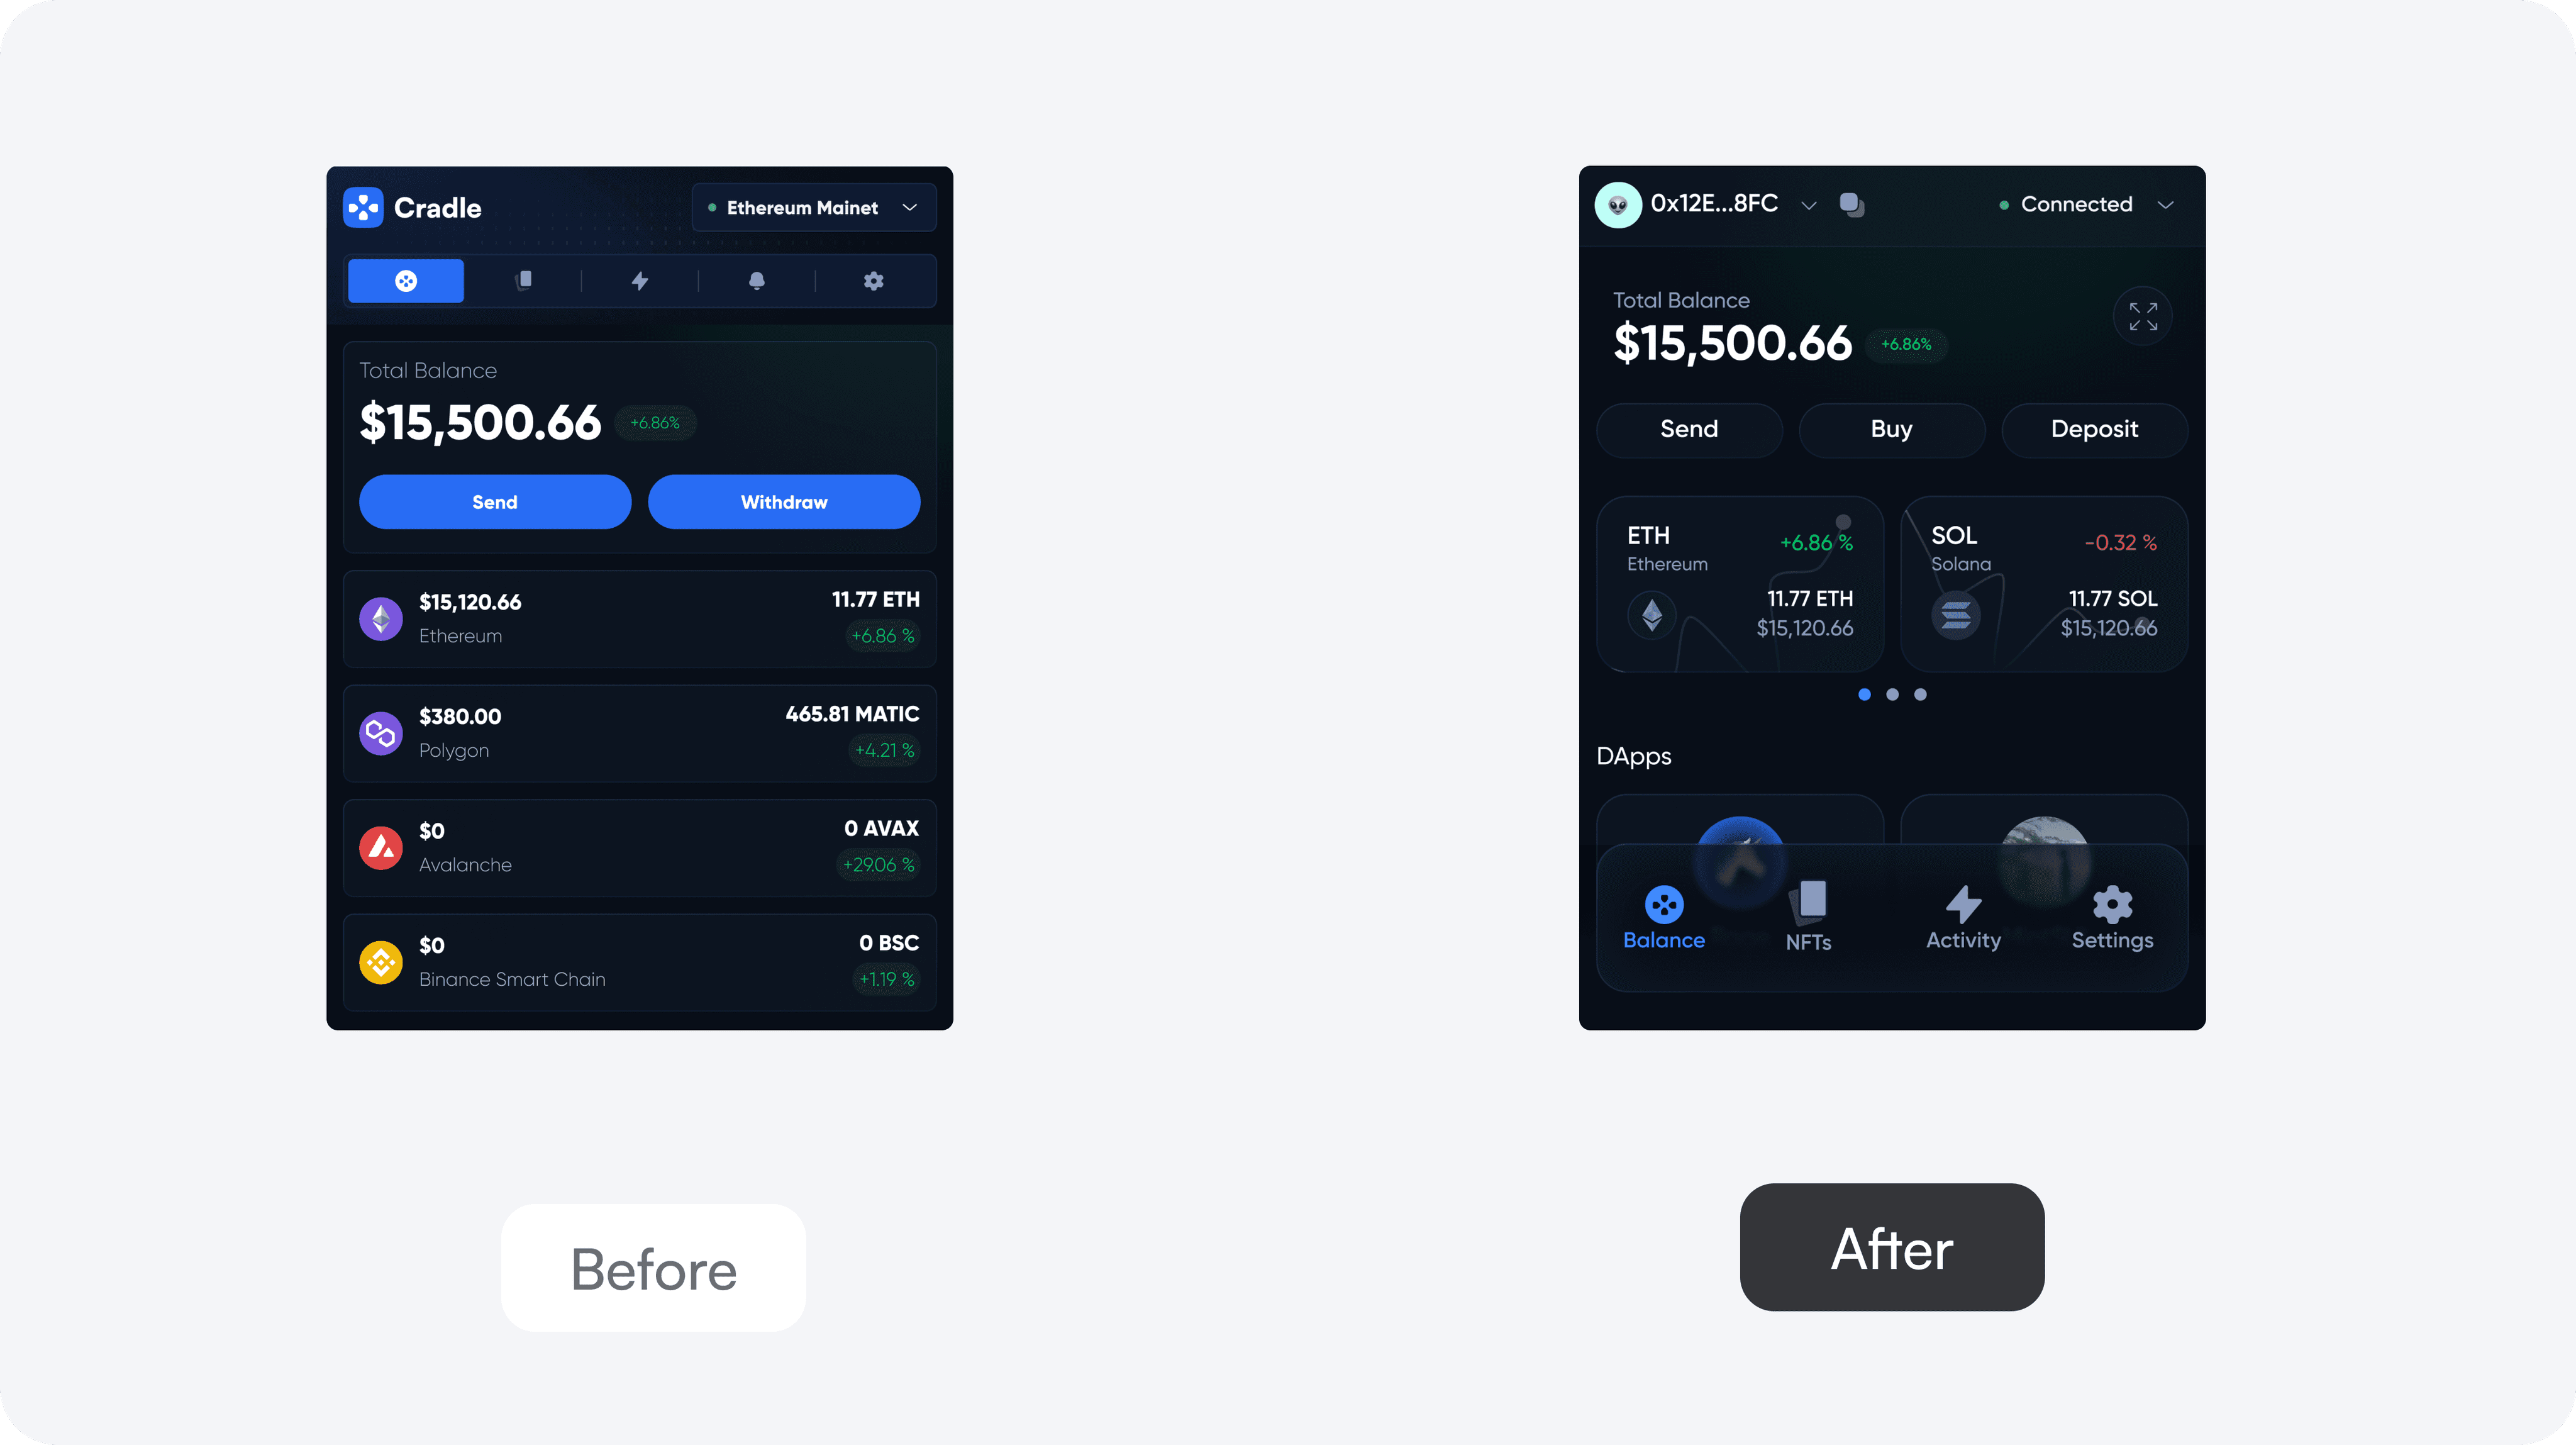 Cradle
Ethereum Mainet
Total Balance
$15,500.66 +6.86%
Send Withdraw
$15,120.66 11.77 ETH
Ethereum +6.86 %
$380.00 465.81 MATIC
Polygon +4.21 %
$0 0 AVAX
Avalanche +29.06 %
$0 0 BSC
Binance Smart Chain +1.19 %
Before
0x12E...8FC Connected
Total Balance
$15,500.66 +6.86%
Send Buy Deposit
ETH +6.86 %
Ethereum
11.77 ETH
$15,120.66
SOL -0.32 %
Solana
11.77 SOL
$15,120.66
DApps
Balance NFTs Activity Settings
After